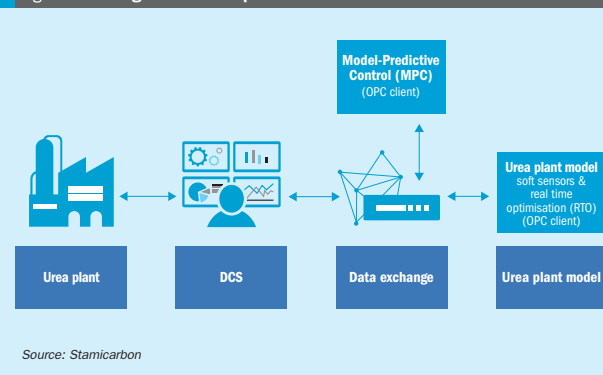 Model-Predictive
Control (MPC)
(OPC client)
Urea plant model
soft sensors &
real time
optimisation (RTO)
(OPC client)
Urea plant
DCS
Data exchange
Urea plant model
Source: Stamicarbon